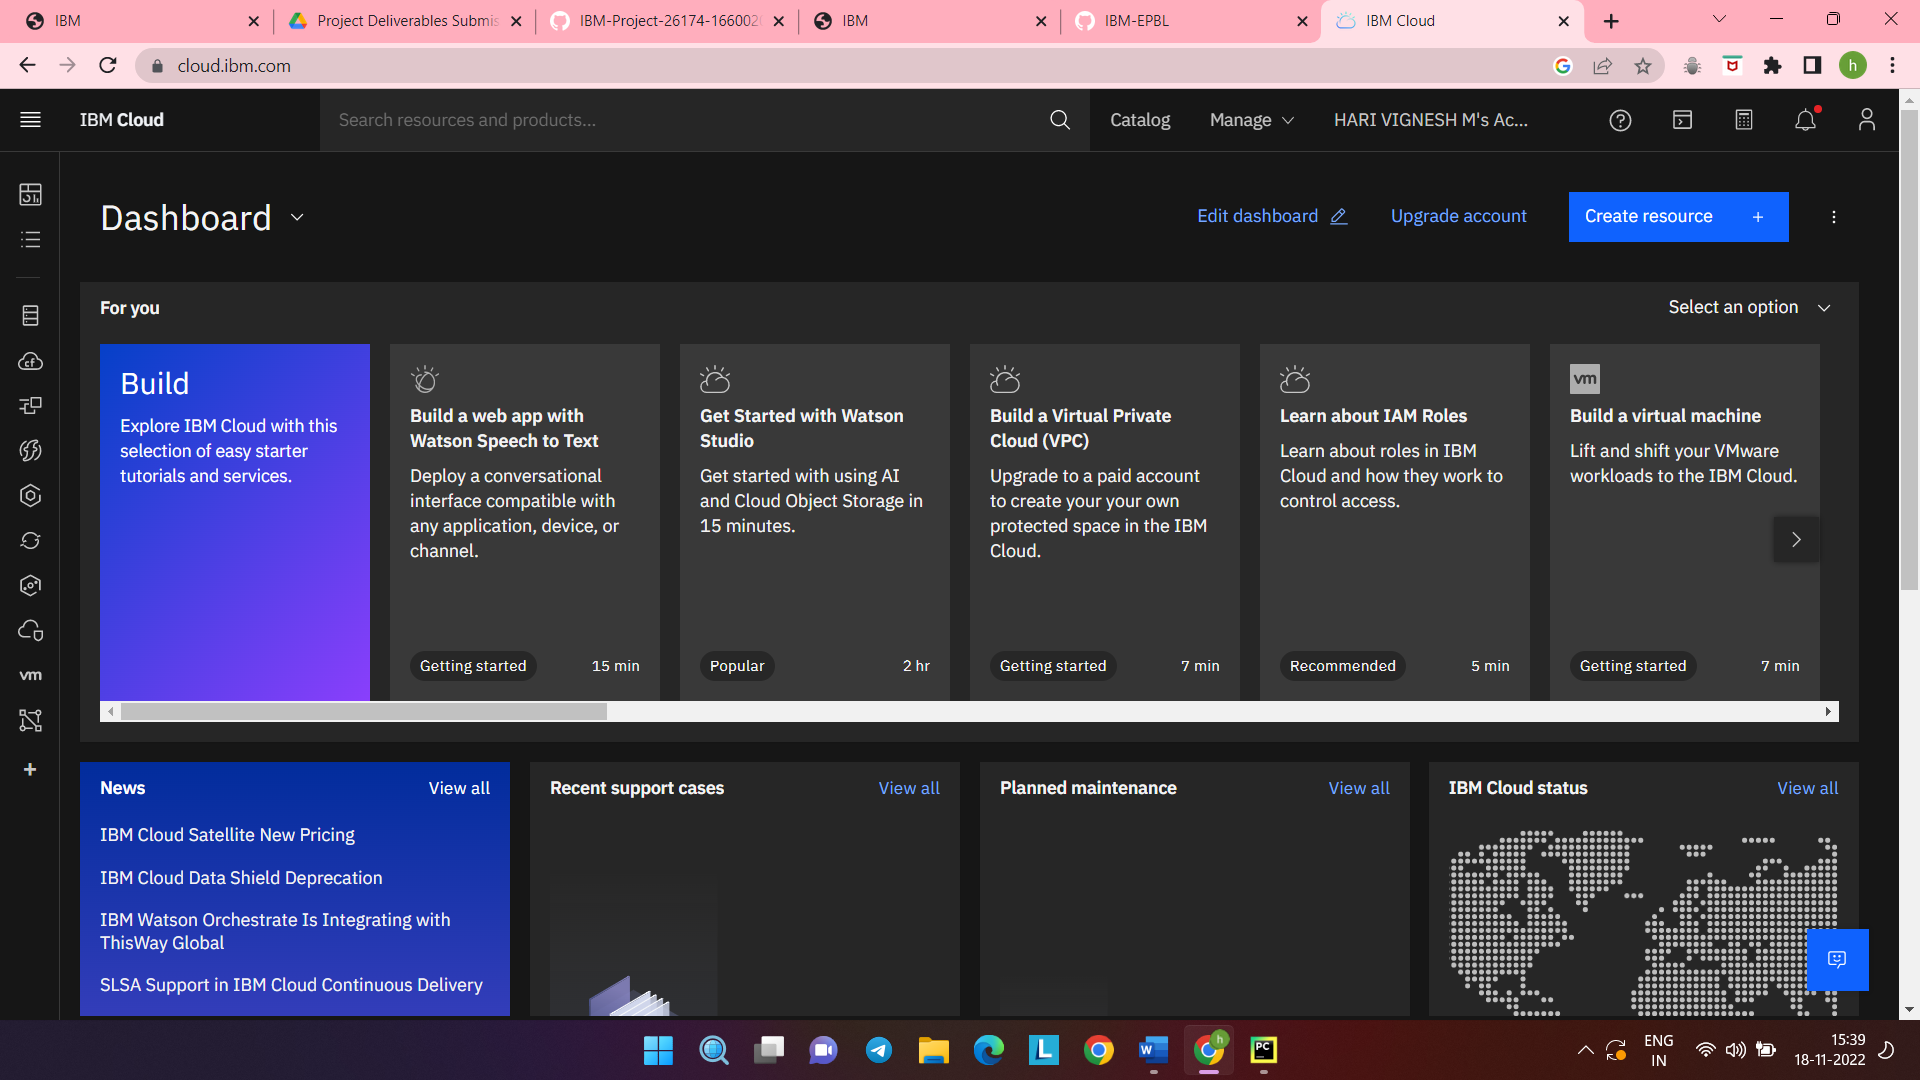 IBM
Project Deliverables Submis
IBM-Project-26174-166002
IBM
IBM-EPBL
IBM Cloud
cloud.ibm.com
h
IBM Cloud
Search resources and products...
Catalog
Manage
HARI VIGNESH M's Ac...
Dashboard
Edit dashboard
Upgrade account
Create resource +
For you
Select an option
Build
Explore IBM Cloud with this
selection of easy starter
tutorials and services.
Build a web app with
Watson Speech to Text
Deploy a conversational
interface compatible with
any application, device, or
channel.
Getting started
15 min
Get Started with Watson
Studio
Get started with using AI
and Cloud Object Storage in
15 minutes.
Popular
2 hr
Build a Virtual Private
Cloud (VPC)
Upgrade to a paid account
to create your your own
protected space in the IBM
Cloud.
Getting started
7 min
Learn about IAM Roles
Learn about roles in IBM
Cloud and how they work to
control access.
Recommended
5 min
vm
Build a virtual machine
Lift and shift your VMware
workloads to the IBM Cloud.
Getting started
7 min
cf
vm
News
View all
IBM Cloud Satellite New Pricing
IBM Cloud Data Shield Deprecation
IBM Watson Orchestrate Is Integrating with
ThisWay Global
SLSA Support in IBM Cloud Continuous Delivery
Recent support cases
View all
Planned maintenance
View all
IBM Cloud status
View all
L
W
h
PC
ENG
IN
15:39
18-11-2022